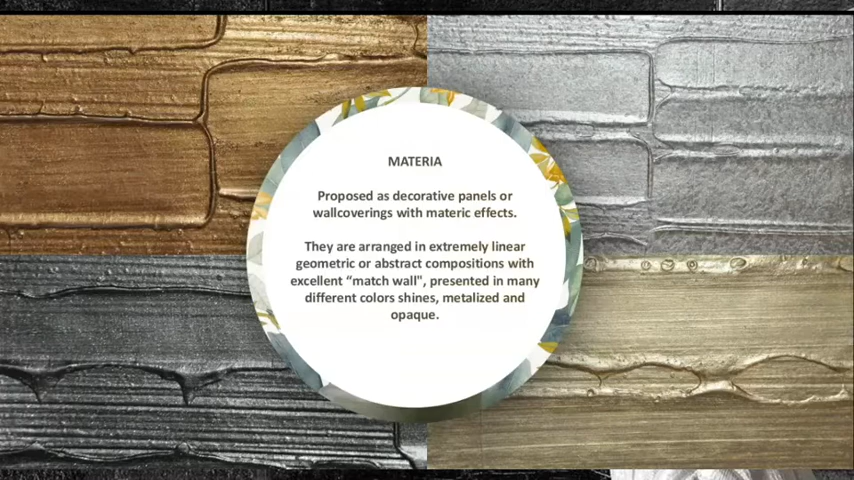 MATERIA
Proposed as decorative panels or
wallcoverings with materic effects.
They are arranged in extremely linear
geometric or abstract compositions with
excellent “match wall", presented in many
different colors shines, metalized and
opaque.